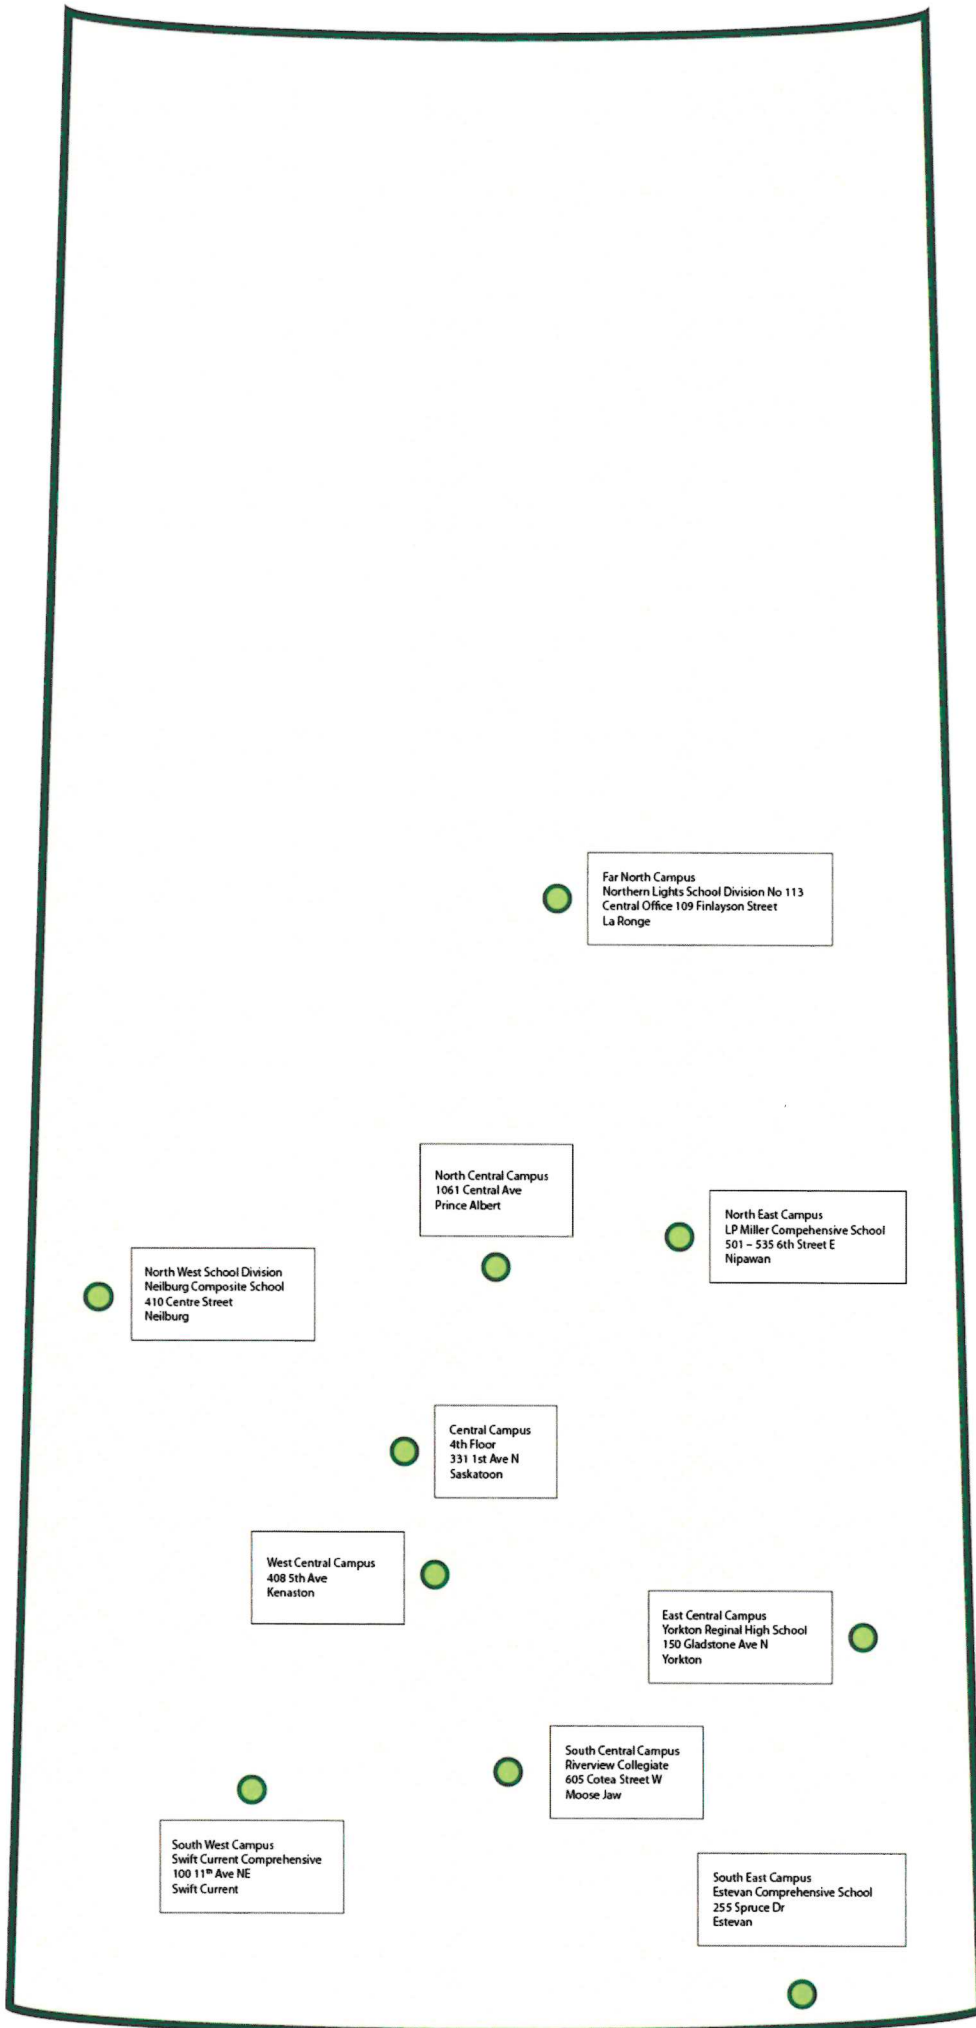 Far North Campus
Northern Lights School Division No 113
Central Office 109 Finlayson Street
La Ronge
North Central Campus
1061 Central Ave
Prince Albert
North East Campus
LP Miller Compehensive School
501 – 535 6th Street E
Nipawan
North West School Division
Neilburg Composite School
410 Centre Street
Neilburg
Central Campus
4th Floor
331 1st Ave N
Saskatoon
West Central Campus
408 5th Ave
Kenaston
East Central Campus
Yorkton Reginal High School
150 Gladstone Ave N
Yorkton
South Central Campus
Riverview Collegiate
605 Cotea Street W
Moose Jaw
South West Campus
Swift Current Comprehensive
100 11th Ave NE
Swift Current
South East Campus
Estevan Comprehensive School
255 Spruce Dr
Estevan